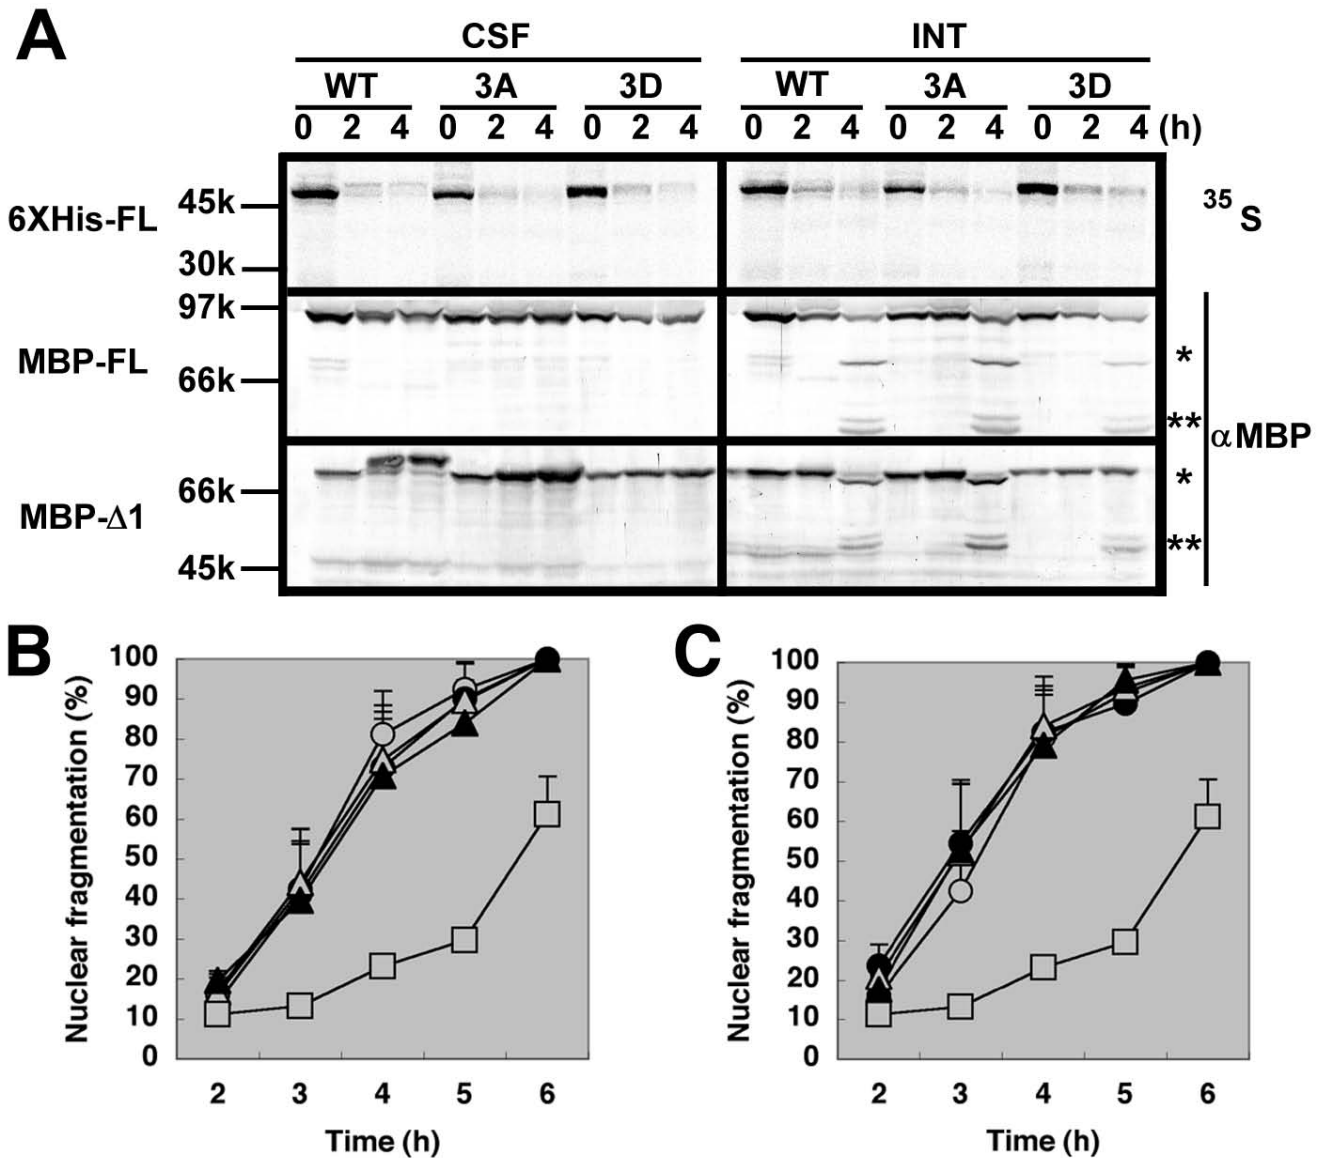 A
CSF INT
WT 3A 3D WT 3A 3D
0 2 4 0 2 4 0 2 4 0 2 4 0 2 4 0 2 4 (h)
6XHis-FL 45k 35 S
30k
97k
MBP-FL *
66k
** αMBP
66k *
MBP-Δ1
**
45k
B
Nuclear fragmentation (%)
100
90
80
70
60
50
40
30
20
10
0
2 3 4 5 6
Time (h)
C
Nuclear fragmentation (%)
100
90
80
70
60
50
40
30
20
10
0
2 3 4 5 6
Time (h)